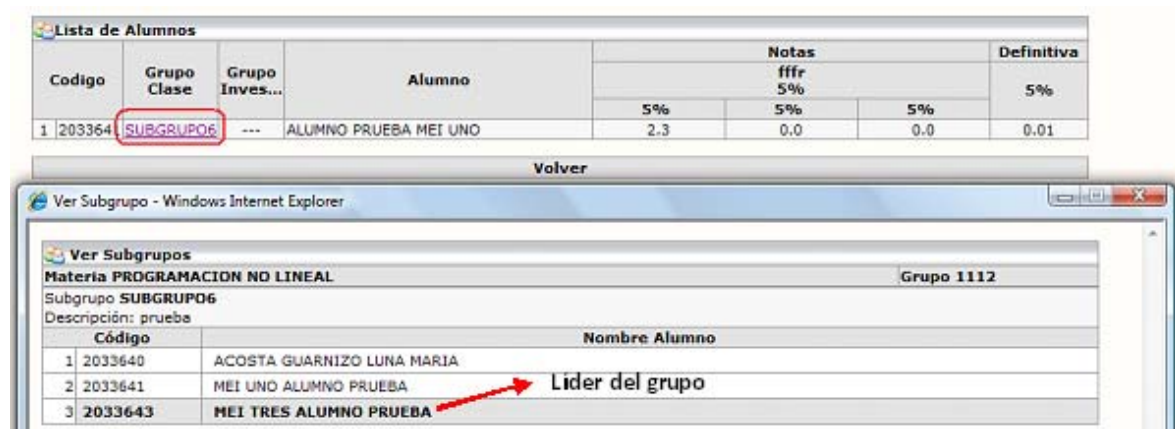 Lista de Alumnos
Codigo Grupo Clase Grupo Inves... Alumno Notas Definitiva
fffr
5% 5%
5% 5% 5%
1 203364 SUBGRUPO6 --- ALUMNO PRUEBA MEI UNO 2.3 0.0 0.0 0.01
Volver
Ver Subgrupo - Windows Internet Explorer
Ver Subgrupos
Materia PROGRAMACION NO LINEAL Grupo 1112
Subgrupo SUBGRUPO6
Descripción: prueba
Código Nombre Alumno
1 2033640 ACOSTA GUARNIZO LUNA MARIA
2 2033641 MEI UNO ALUMNO PRUEBA
Lider del grupo
3 2033643 MEI TRES ALUMNO PRUEBA